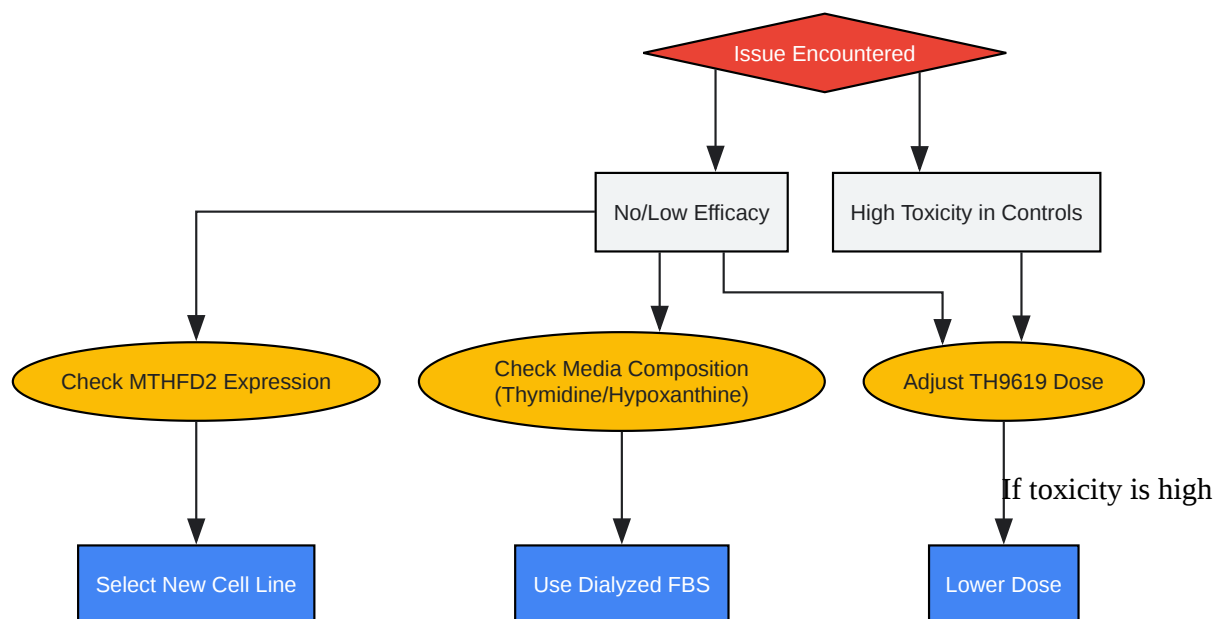 Issue Encountered
No/Low Efficacy
High Toxicity in Controls
Check MTHFD2 Expression
Check Media Composition
(Thymidine/Hypoxanthine)
Adjust TH9619 Dose
If toxicity is high
Select New Cell Line
Use Dialyzed FBS
Lower Dose